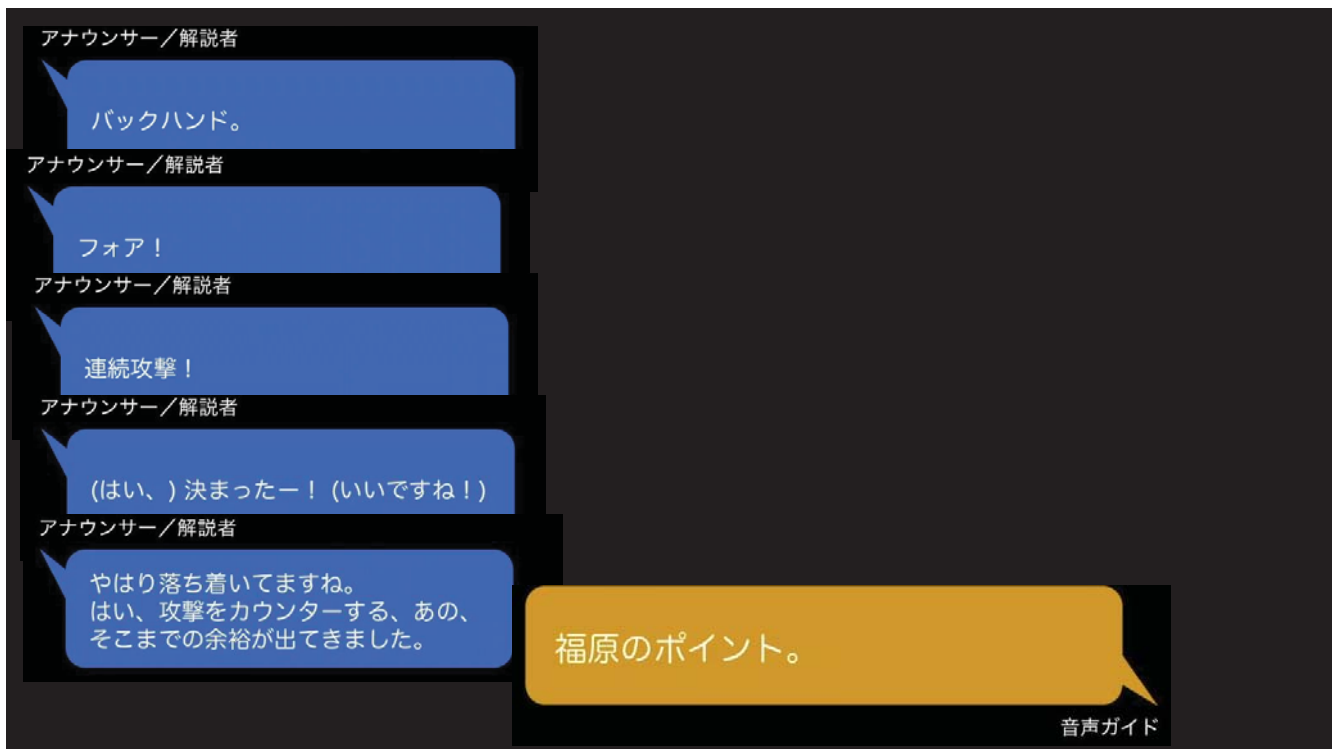 アナウンサー／解説者
バックハンド。
アナウンサー／解説者
フォア！
アナウンサー／解説者
連続攻撃！
アナウンサー／解説者
(はい、) 決まったー！ (いいですね！)
アナウンサー／解説者
やはり落ち着いてますね。
はい、攻撃をカウンターする、あの、
そこまでの余裕が出てきました。
福原のポイント。
音声ガイド